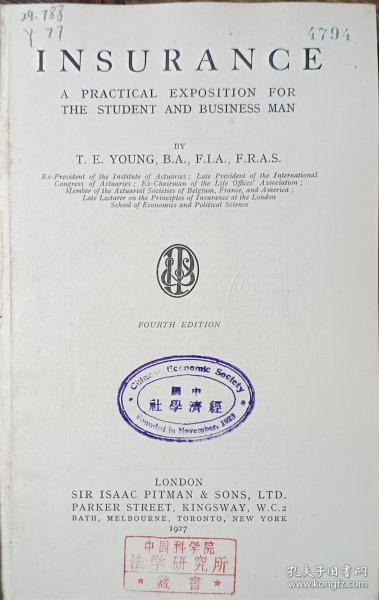 29.788
Y 77
4794
INSURANCE
A PRACTICAL EXPOSITION FOR
THE STUDENT AND BUSINESS MAN
BY
T. E. YOUNG, B.A., F.I.A., F.R.A.S.
Ex-President of the Institute of Actuaries ; Late President of the International
Congress of Actuaries ; Ex-Chairman of the Life Offices' Association ;
Member of the Actuarial Societies of Belgium, France, and America ;
Late Lecturer on the Principles of Insurance at the London
School of Economics and Political Science
FOURTH EDITION
Chinese Economic Society
國中
社學濟經
Founded in November, 1923
LONDON
SIR ISAAC PITMAN & SONS, LTD.
PARKER STREET, KINGSWAY, W.C.2
BATH, MELBOURNE, TORONTO, NEW YORK
1927
中国科学院
法学研究所
★ 藏書 ★
孔夫子旧书网